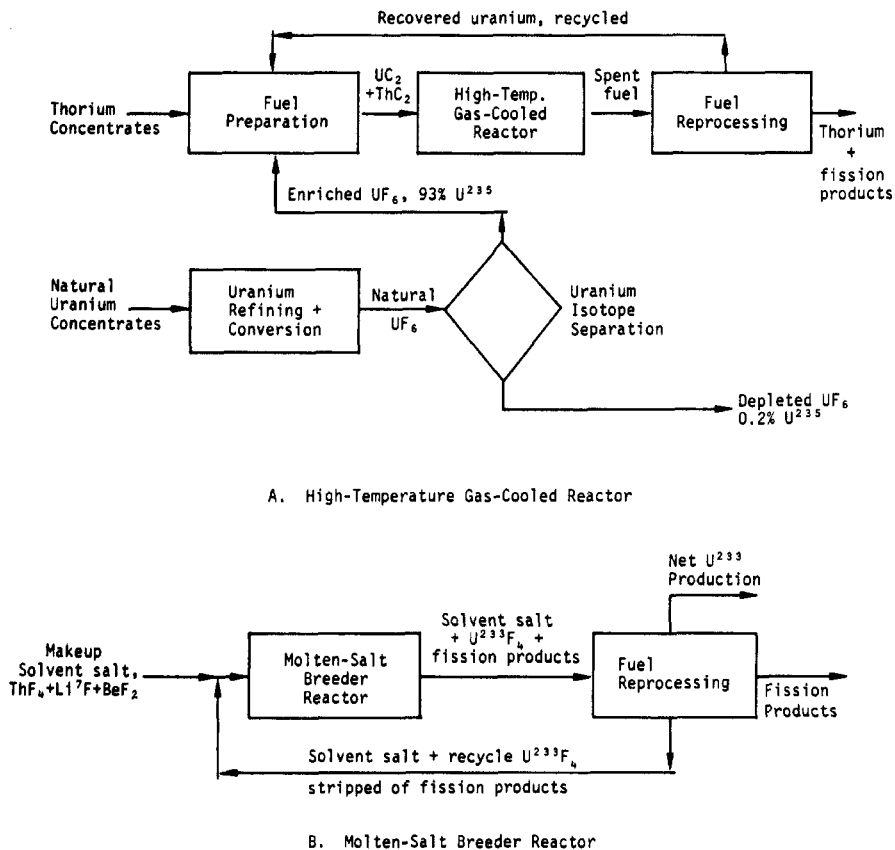 Recovered uranium, recycled
Thorium
Concentrates
Fuel
Preparation
UC₂
+ThC₂
High-Temp.
Gas-Cooled
Reactor
Spent
fuel
Fuel
Reprocessing
Thorium
+
fission
products
Enriched UF₆, 93% U²³⁵
Natural
Uranium
Concentrates
Uranium
Refining +
Conversion
Natural
UF₆
Uranium
Isotope
Separation
Depleted UF₆
0.2% U²³⁵
A. High-Temperature Gas-Cooled Reactor
Net U²³³
Production
Makeup
Solvent salt,
ThF₄+Li⁷F+BeF₂
Molten-Salt
Breeder
Reactor
Solvent salt
+ U²³³F₄ +
fission products
Fuel
Reprocessing
Fission
Products
Solvent salt + recycle U²³³F₄
stripped of fission products
B. Molten-Salt Breeder Reactor